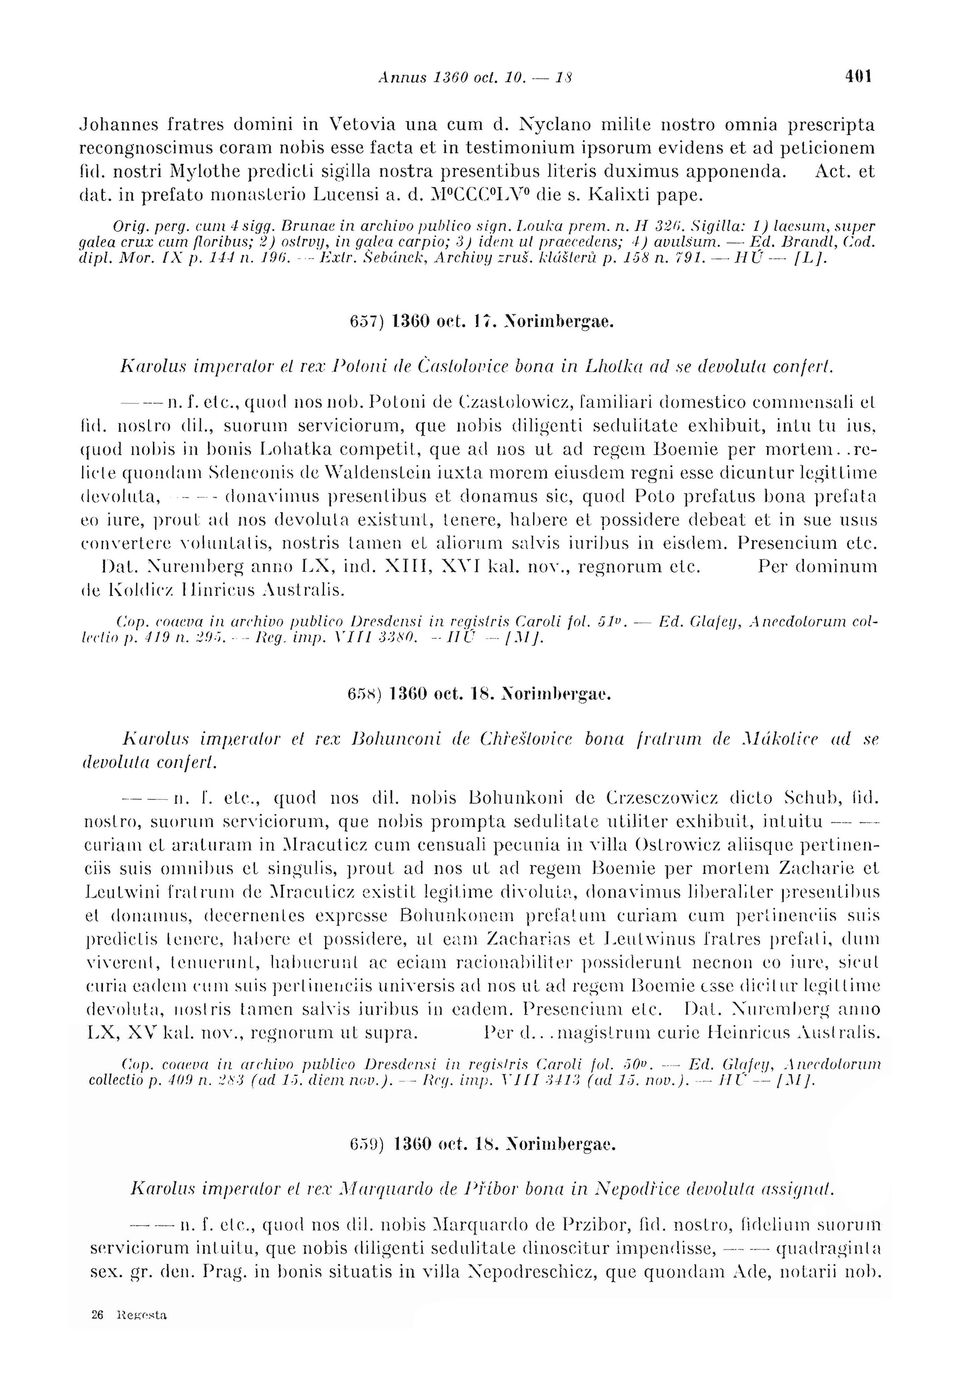 Annus 1360 oct. 10. — 18 401
Johannes fratres domini in Vetovia una cum d. Nyclano milite nostro omnia prescripta
recongnoscimus coram nobis esse facta et in testimonium ipsorum evidens et ad peticionem
fid. nostri Mylothe predicti sigilla nostra presentibus literis duximus apponenda. Act. et
dat. in prefato monasterio Lucensi a. d. M°CCC°LX° die s. Kalixti pape.
Orig. perg. cum 4 sigg. Brunae in archivo publico sign. Louka prem. n. H 326. Sigilla: 1) laesum, super
galea crux cum floribus; 2) ostrvý, in galea carpio; 3) idem ut praecedens; 4) avulsum. — Ed. Brandl, Cod.
dipl. Mor. IX p. 144 n. 196. -- Extr. Šebánek, Archivy zruš. klášterů p. 158 n. 791. — HÚ — [L].
657) 1360 oct. 17. Norimbergae.
Karolus imperator et rex Potoni de Častolovice bona in Lhotka ad se devoluta confert.
— — n. f. etc., quod nos nob. Potoni de Czastolowicz, familiari domestico commensali et
fid. nostro dil., suorum serviciorum, que nobis diligenti sedulitate exhibuit, intu tu ius,
quod nobis in bonis Lohatka competit, que ad nos ut ad regem Boemie per mortem. .re-
licte quondam Sdenconis de Waldenstein iuxta morem eiusdem regni esse dicuntur legittime
devoluta, — — donavimus presentibus et donamus sic, quod Poto prefatus bona prefata
eo iure, prout ad nos devoluta existunt, tenere, habere et possidere debeat et in sue usus
convertere voluntatis, nostris tamen et aliorum salvis iuribus in eisdem. Presencium etc.
Dat. Nuremberg anno LX, ind. XIII, XVI kal. nov., regnorum etc. Per dominum
de Koldicz Hinricus Australis.
Cop. coaeva in archivo publico Dresdensi in registris Caroli fol. 51v. — Ed. Glafey, Anecdotorum col-
lectio p. 419 n. 295. -- Reg. imp. VIII 3380. — HÚ — [M].
658) 1360 oct. 18. Norimbergae.
Karolus imperator et rex Bohunconi de Chřeštovice bona fratrum de Mákotice ad se
devoluta confert.
— — n. f. etc., quod nos dil. nobis Bohunkoni de Crzesczowicz dicto Schub, fid.
nostro, suorum serviciorum, que nobis prompta sedulitate utiliter exhibuit, intuitu — —
curiam et araturam in Mracuticz cum censuali pecunia in villa Ostrowicz aliisque pertinen-
ciis suis omnibus et singulis, prout ad nos ut ad regem Boemie per mortem Zacharie et
Leutwini fratrum de Mracuticz existit legitime divoluta, donavimus liberaliter presentibus
et donamus, decernentes expresse Bohunkonem prefatum curiam cum pertinenciis suis
predictis tenere, habere et possidere, ut eam Zacharias et Leutwinus fratres prefati, dum
viverent, tenuerunt, habuerunt ac eciam racionabiliter possiderunt necnon eo iure, sicut
curia eadem cum suis pertinenciis universis ad nos ut ad regem Boemie esse dicitur legittime
devoluta, nostris tamen salvis iuribus in eadem. Presencium etc. Dat. Nuremberg anno
LX, XV kal. nov., regnorum ut supra. Per d. . .magistrum curie Heinricus Australis.
Cop. coaeva in archivo publico Dresdensi in registris Caroli fol. 50v. — Ed. Glafey, Anecdotorum
collectio p. 409 n. 283 (ad 15. diem nov.). -- Reg. imp. VIII 3413 (ad 15. nov.). — HÚ — [M].
659) 1360 oct. 18. Norimbergae.
Karolus imperator et rex Marquardo de Příbor bona in Nepodřice devoluta assignat.
— — n. f. etc., quod nos dil. nobis Marquardo de Przibor, fid. nostro, fidelium suorum
serviciorum intuitu, que nobis diligenti sedulitate dinoscitur impendisse, — — quadraginta
sex. gr. den. Prag. in bonis situatis in villa Nepodreschicz, que quondam Ade, notarii nob.
26 Regesta